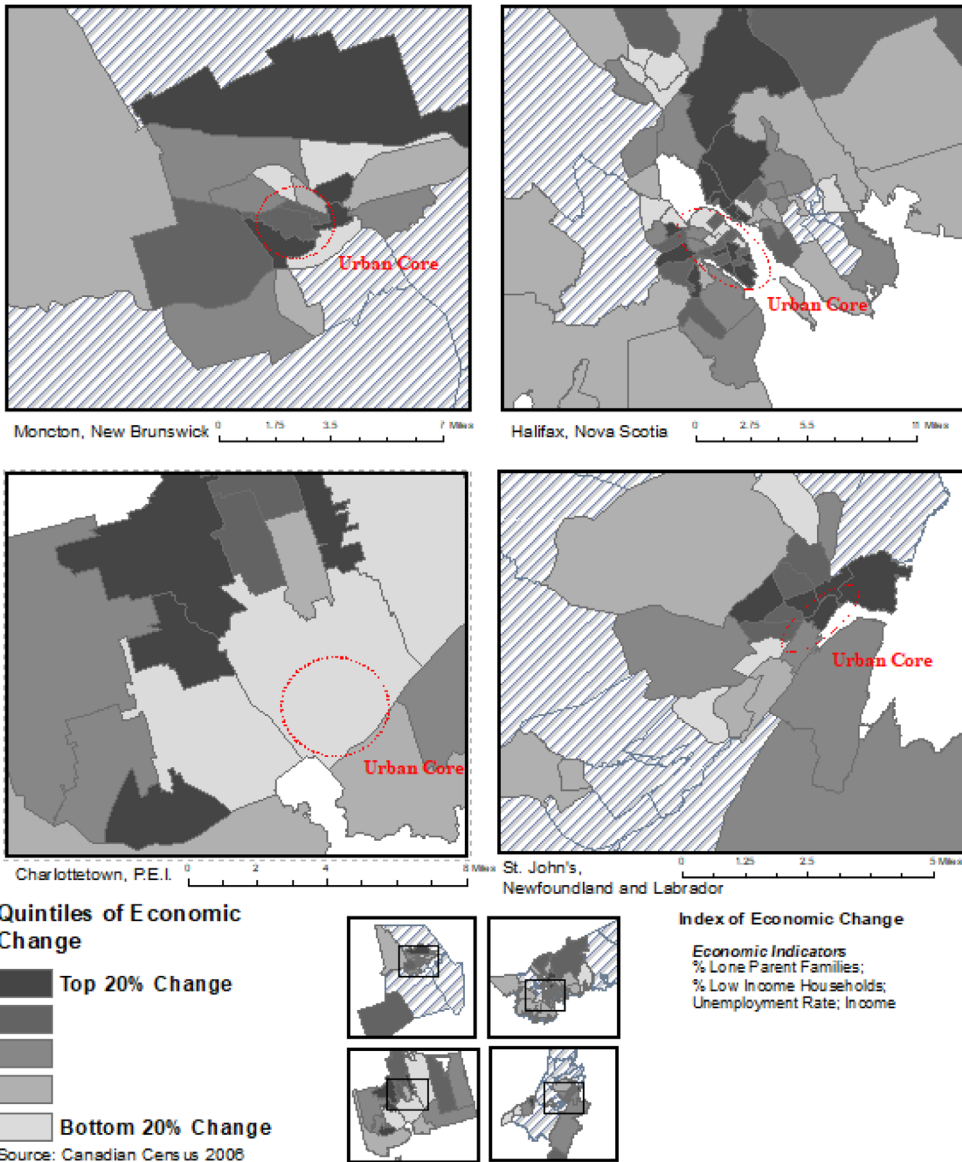 Urban Core
Urban Core
Moncton, New Brunswick 0 1.75 3.5 7 Miles
Halifax, Nova Scotia 0 2.75 5.5 11 Miles
Urban Core
Urban Core
Charlottetown, P.E.I. 0 2 4 8 Miles
St. John's, 0 1.25 2.5 5 Miles
Newfoundland and Labrador
Quintiles of Economic
Change
Top 20% Change
Bottom 20% Change
Source: Canadian Census 2006
Index of Economic Change
Economic Indicators
% Lone Parent Families;
% Low Income Households;
Unemployment Rate; Income